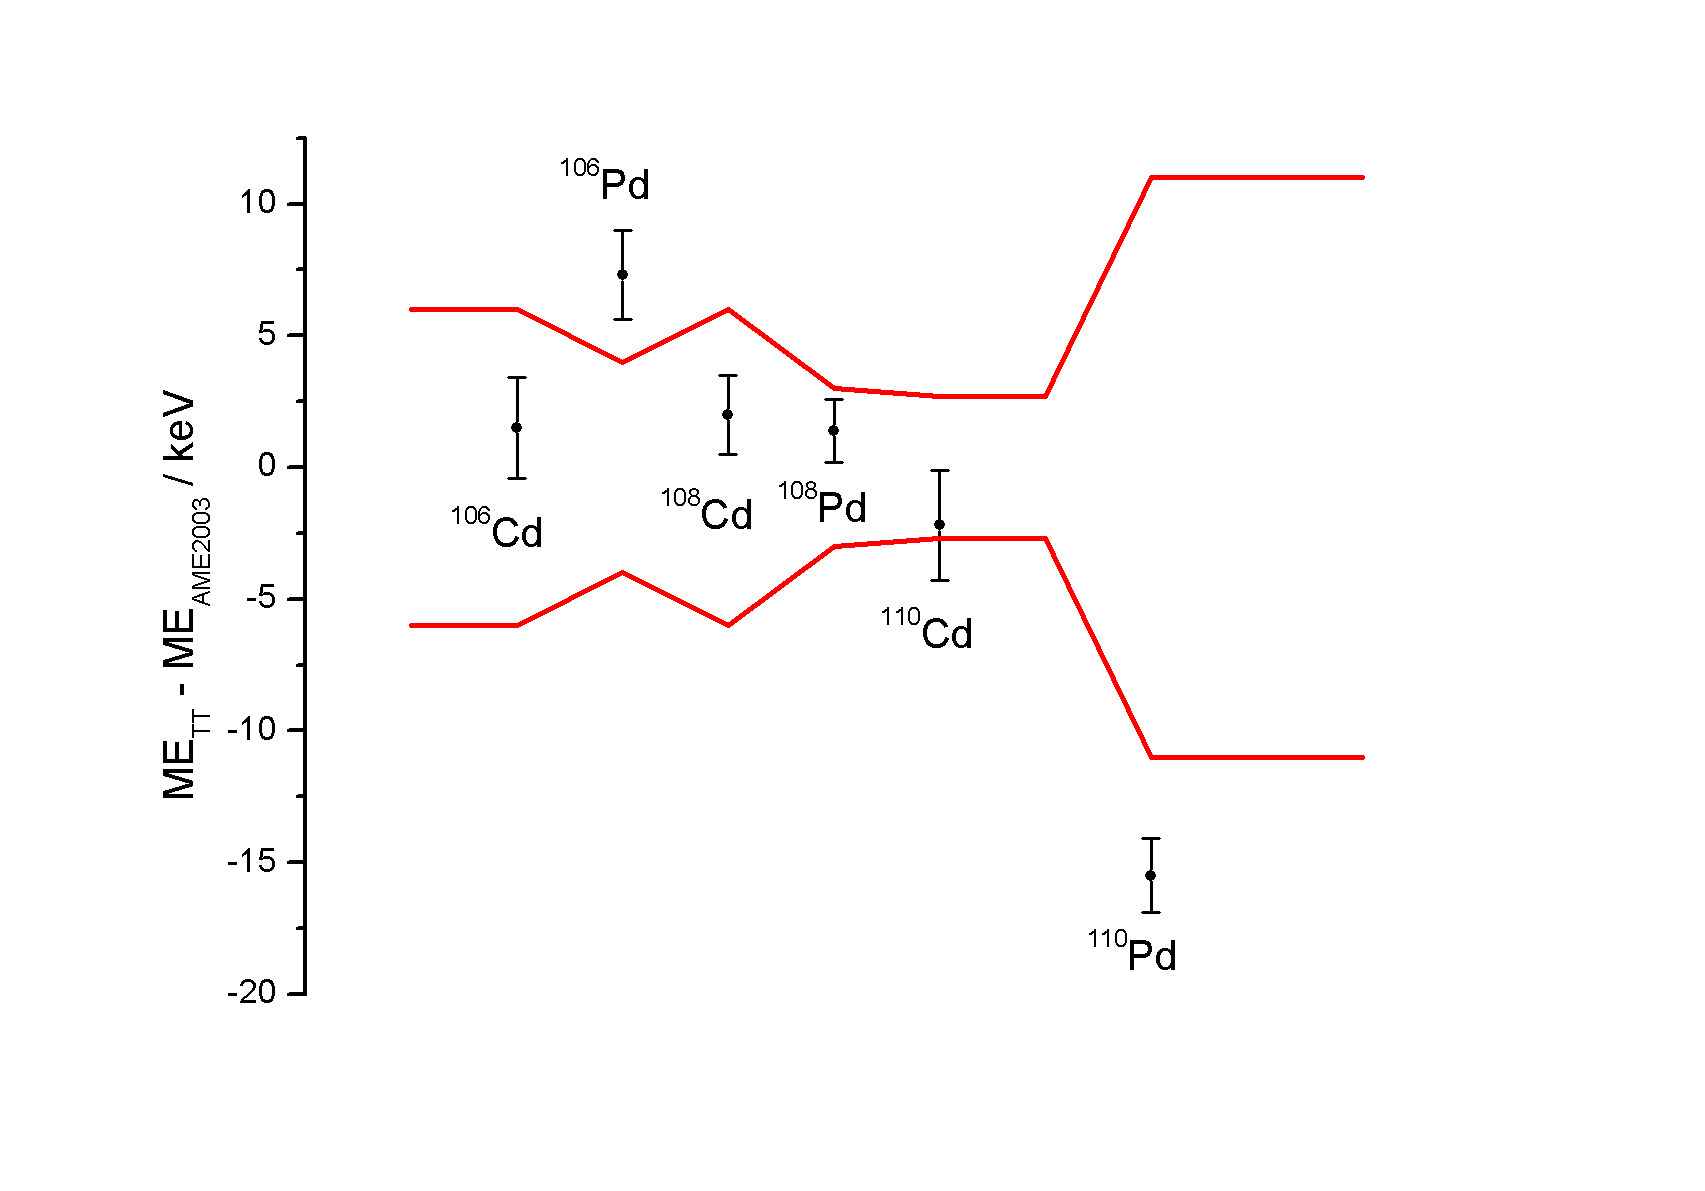 10
5
0
-5
-10
-15
-20
ME_TT - ME_AME2003 / keV
¹⁰⁶Pd
¹⁰⁶Cd
¹⁰⁸Cd
¹⁰⁸Pd
¹¹⁰Cd
¹¹⁰Pd